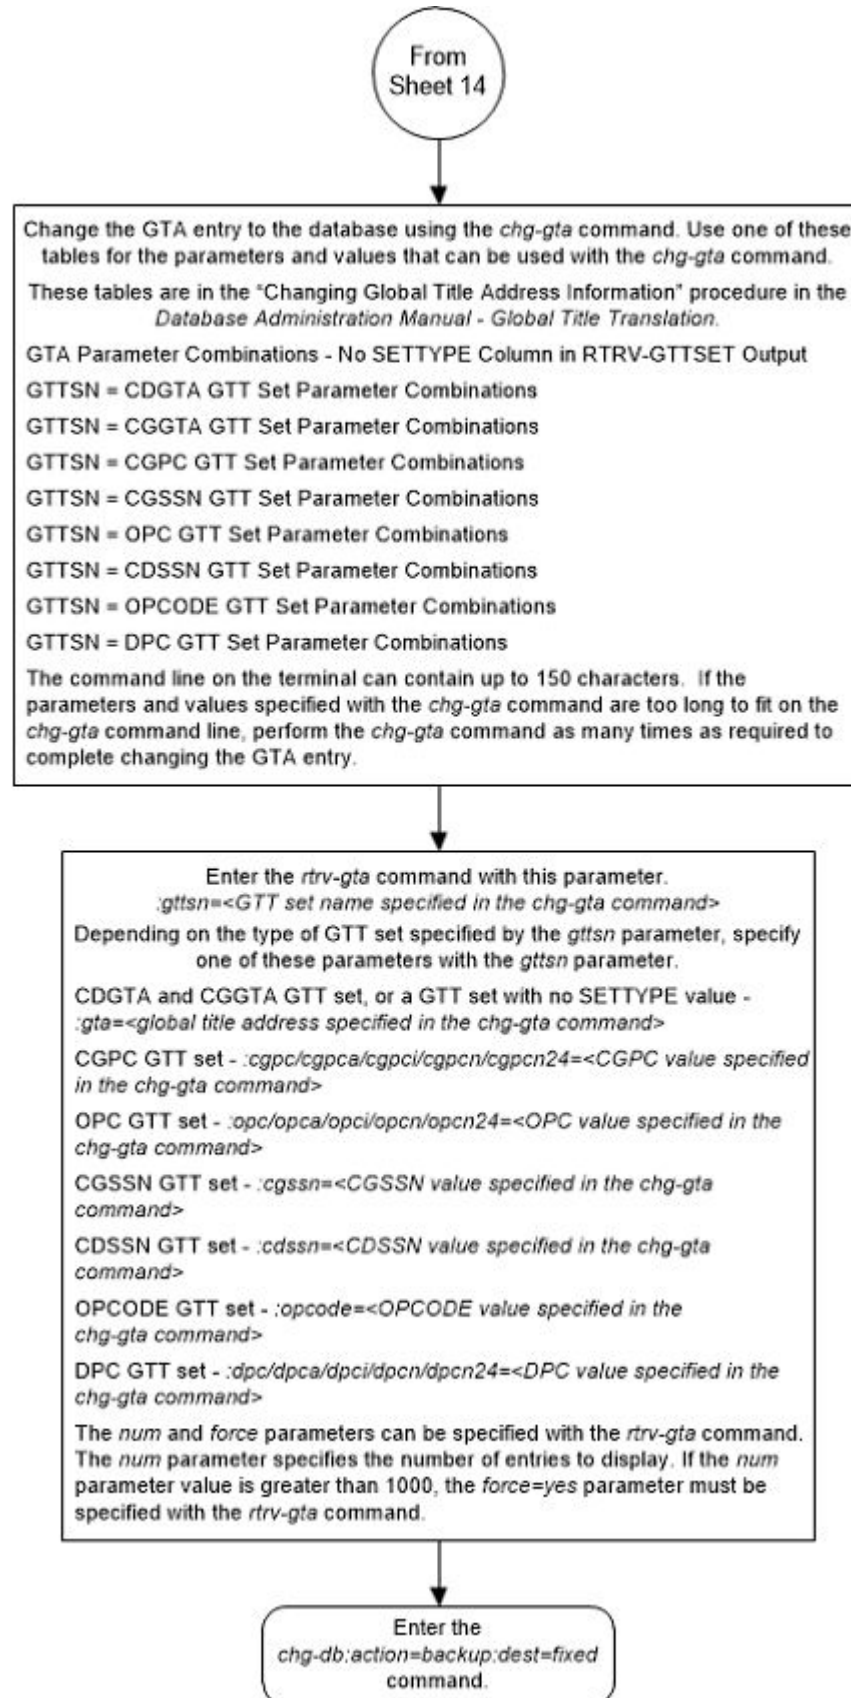 From
Sheet 14
Change the GTA entry to the database using the chg-gta command. Use one of these
tables for the parameters and values that can be used with the chg-gta command.
These tables are in the "Changing Global Title Address Information" procedure in the
Database Administration Manual - Global Title Translation.
GTA Parameter Combinations - No SETTYPE Column in RTRV-GTTSET Output
GTTSN = CDGTA GTT Set Parameter Combinations
GTTSN = CGGTA GTT Set Parameter Combinations
GTTSN = CGPC GTT Set Parameter Combinations
GTTSN = CGSSN GTT Set Parameter Combinations
GTTSN = OPC GTT Set Parameter Combinations
GTTSN = CDSSN GTT Set Parameter Combinations
GTTSN = OPCODE GTT Set Parameter Combinations
GTTSN = DPC GTT Set Parameter Combinations
The command line on the terminal can contain up to 150 characters. If the
parameters and values specified with the chg-gta command are too long to fit on the
chg-gta command line, perform the chg-gta command as many times as required to
complete changing the GTA entry.
Enter the rtrv-gta command with this parameter.
:gttsn=<GTT set name specified in the chg-gta command>
Depending on the type of GTT set specified by the gttsn parameter, specify
one of these parameters with the gttsn parameter.
CDGTA and CGGTA GTT set, or a GTT set with no SETTYPE value -
:gta=<global title address specified in the chg-gta command>
CGPC GTT set - :cgpc/cgpca/cgpci/cgpcn/cgpcn24=<CGPC value specified
in the chg-gta command>
OPC GTT set - :opc/opca/opci/opcn/opcn24=<OPC value specified in the
chg-gta command>
CGSSN GTT set - :cgssn=<CGSSN value specified in the chg-gta
command>
CDSSN GTT set - :cdssn=<CDSSN value specified in the chg-gta
command>
OPCODE GTT set - :opcode=<OPCODE value specified in the
chg-gta command>
DPC GTT set - :dpc/dpca/dpci/dpcn/dpcn24=<DPC value specified in the
chg-gta command>
The num and force parameters can be specified with the rtrv-gta command.
The num parameter specifies the number of entries to display. If the num
parameter value is greater than 1000, the force=yes parameter must be
specified with the rtrv-gta command.
Enter the
chg-db:action=backup:dest=fixed
command.